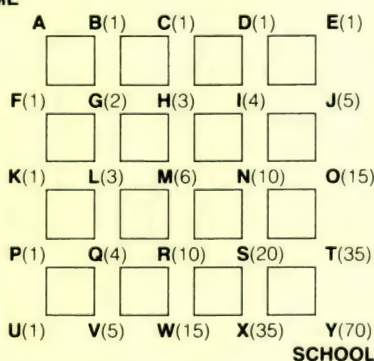 A B(1) C(1) D(1) E(1)
F(1) G(2) H(3) I(4) J(5)
K(1) L(3) M(6) N(10) O(15)
P(1) Q(4) R(10) S(20) T(35)
U(1) V(5) W(15) X(35) Y(70)
SCHOOL